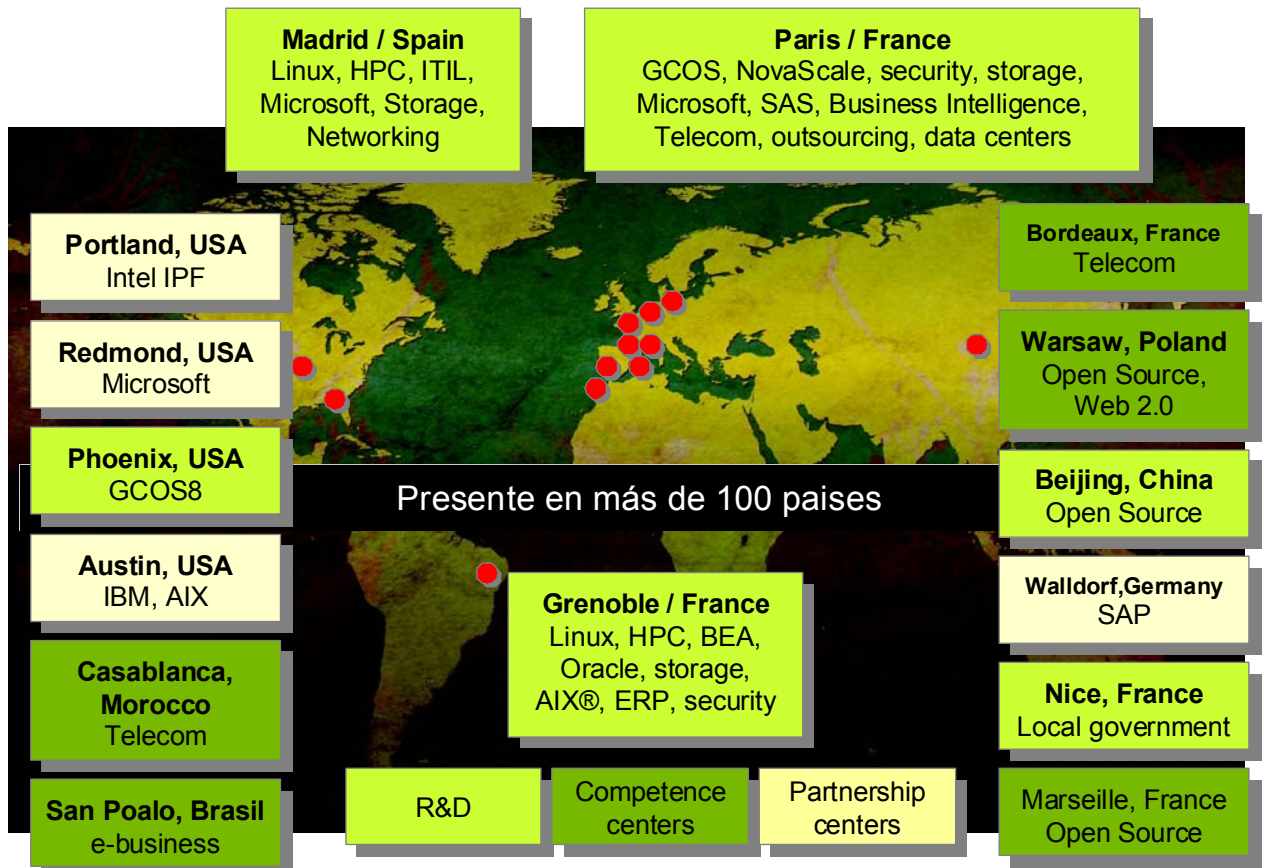 Madrid / Spain
Linux, HPC, ITIL,
Microsoft, Storage,
Networking
Paris / France
GCOS, NovaScale, security, storage,
Microsoft, SAS, Business Intelligence,
Telecom, outsourcing, data centers
Portland, USA
Intel IPF
Redmond, USA
Microsoft
Phoenix, USA
GCOS8
Austin, USA
IBM, AIX
Casablanca,
Morocco
Telecom
San Poalo, Brasil
e-business
Presente en más de 100 paises
Grenoble / France
Linux, HPC, BEA,
Oracle, storage,
AIX®, ERP, security
R&D
Competence
centers
Partnership
centers
Bordeaux, France
Telecom
Warsaw, Poland
Open Source,
Web 2.0
Beijing, China
Open Source
Walldorf,Germany
SAP
Nice, France
Local government
Marseille, France
Open Source